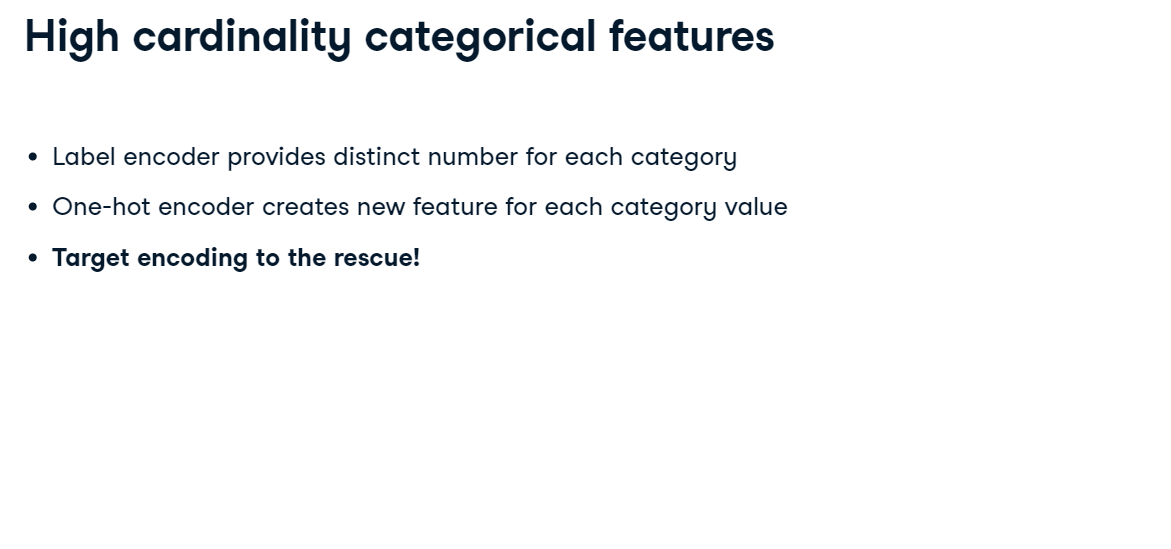 High cardinality categorical features
• Label encoder provides distinct number for each category
• One-hot encoder creates new feature for each category value
• Target encoding to the rescue!